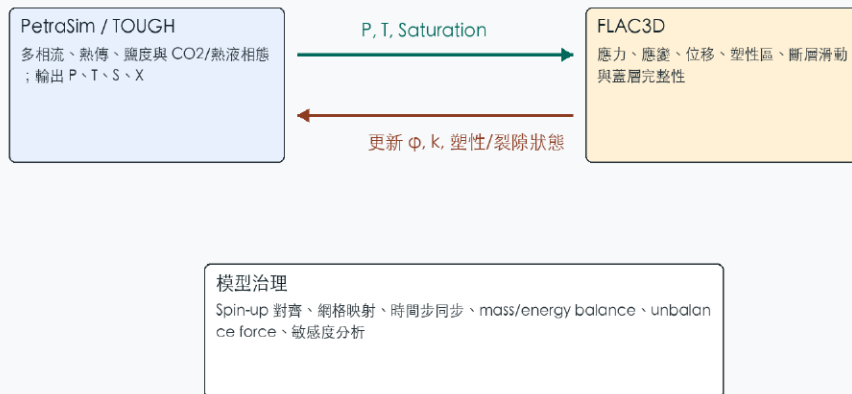 PetraSim / TOUGH
多相流、熱傳、鹽度與 CO2/熱液相態
；輸出 P、T、S、X
P, T, Saturation
FLAC3D
應力、應變、位移、塑性區、斷層滑動
與蓋層完整性
更新 φ, k, 塑性/裂隙狀態
模型治理
Spin-up 對齊、網格映射、時間步同步、mass/energy balance、unbalan
ce force、敏感度分析